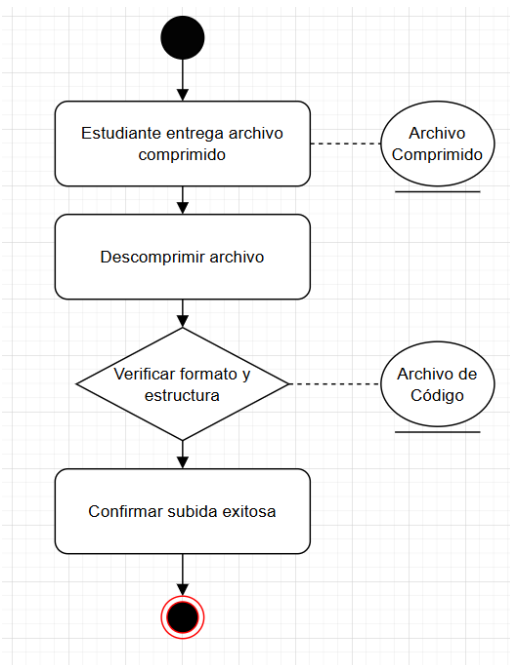 Estudiante entrega archivo
comprimido
Archivo
Comprimido
Descomprimir archivo
Verificar formato y
estructura
Archivo de
Código
Confirmar subida exitosa